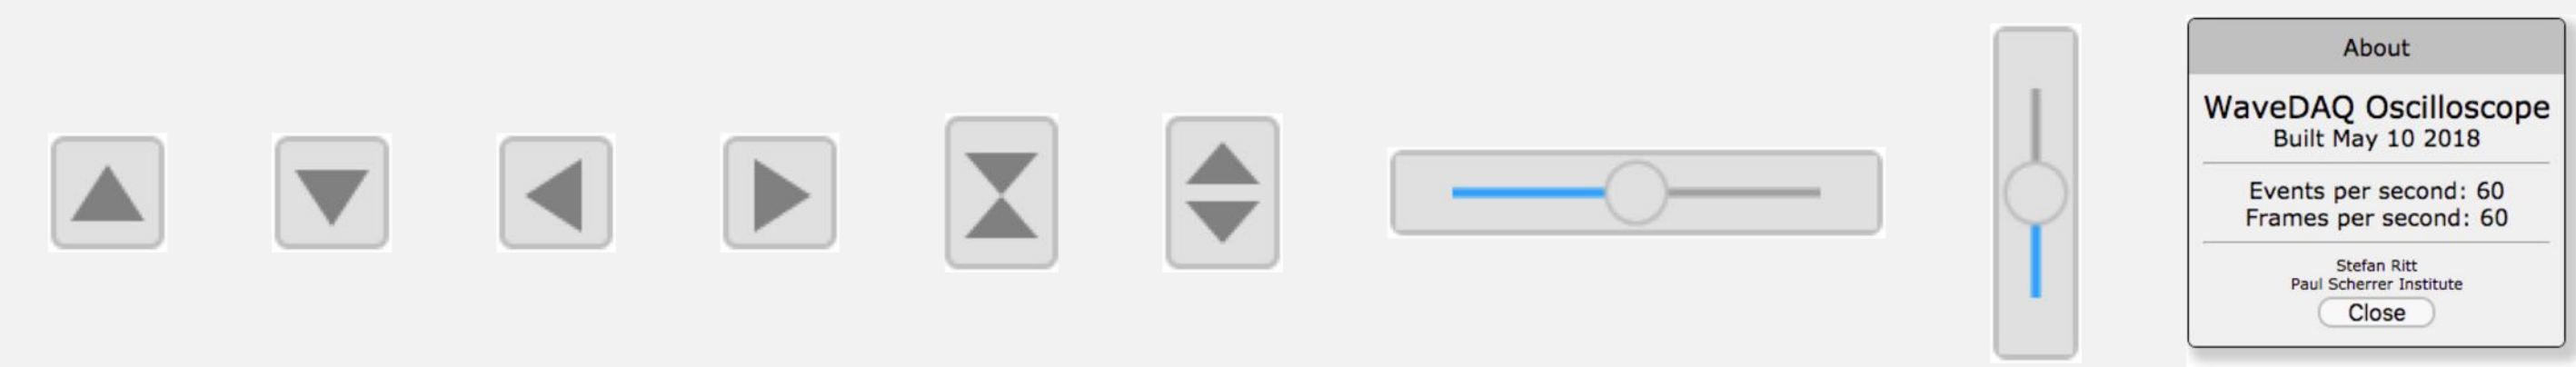 About
WaveDAQ Oscilloscope
Built May 10 2018
Events per second: 60
Frames per second: 60
Stefan Ritt
Paul Scherrer Institute
Close